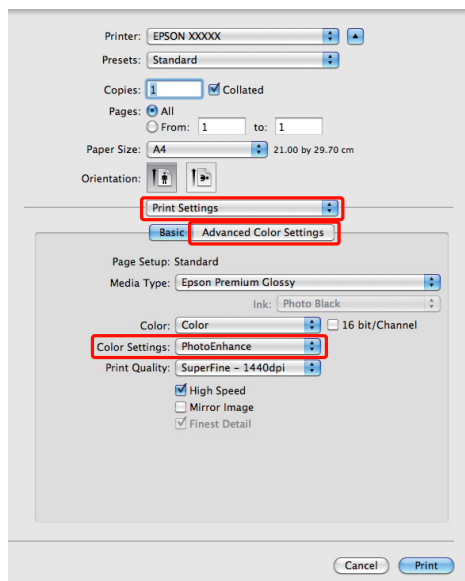 Printer: EPSON XXXXX
Presets: Standard
Copies: 1 Collated
Pages: All
From: 1 to: 1
Paper Size: A4 21.00 by 29.70 cm
Orientation:
Print Settings
Basic Advanced Color Settings
Page Setup: Standard
Media Type: Epson Premium Glossy
Ink: Photo Black
Color: Color 16 bit/Channel
Color Settings: PhotoEnhance
Print Quality: SuperFine - 1440dpi
High Speed
Mirror Image
Finest Detail
Cancel Print